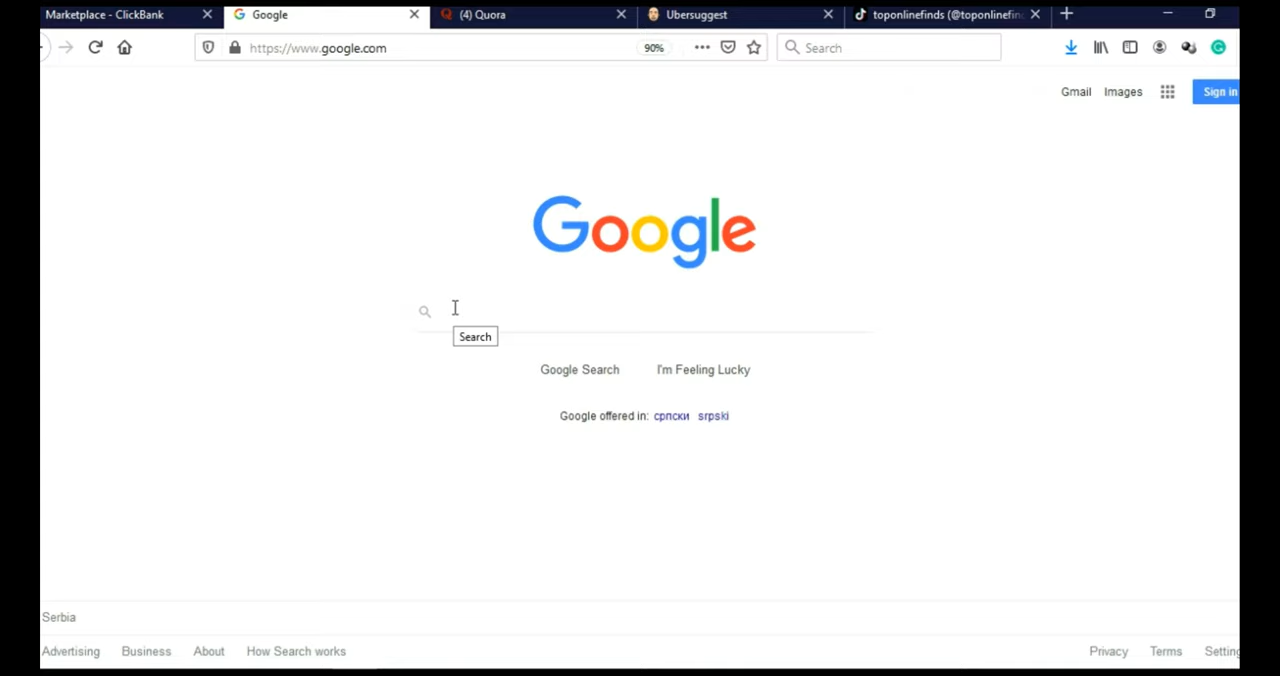 Marketplace - ClickBank
Google
(4) Quora
Ubersuggest
toponlinefinds (@toponlinefin
https://www.google.com
90%
Search
Gmail
Images
Sign in
Google
Search
Google Search
I'm Feeling Lucky
Google offered in: српски srpski
Serbia
Advertising
Business
About
How Search works
Privacy
Terms
Setting